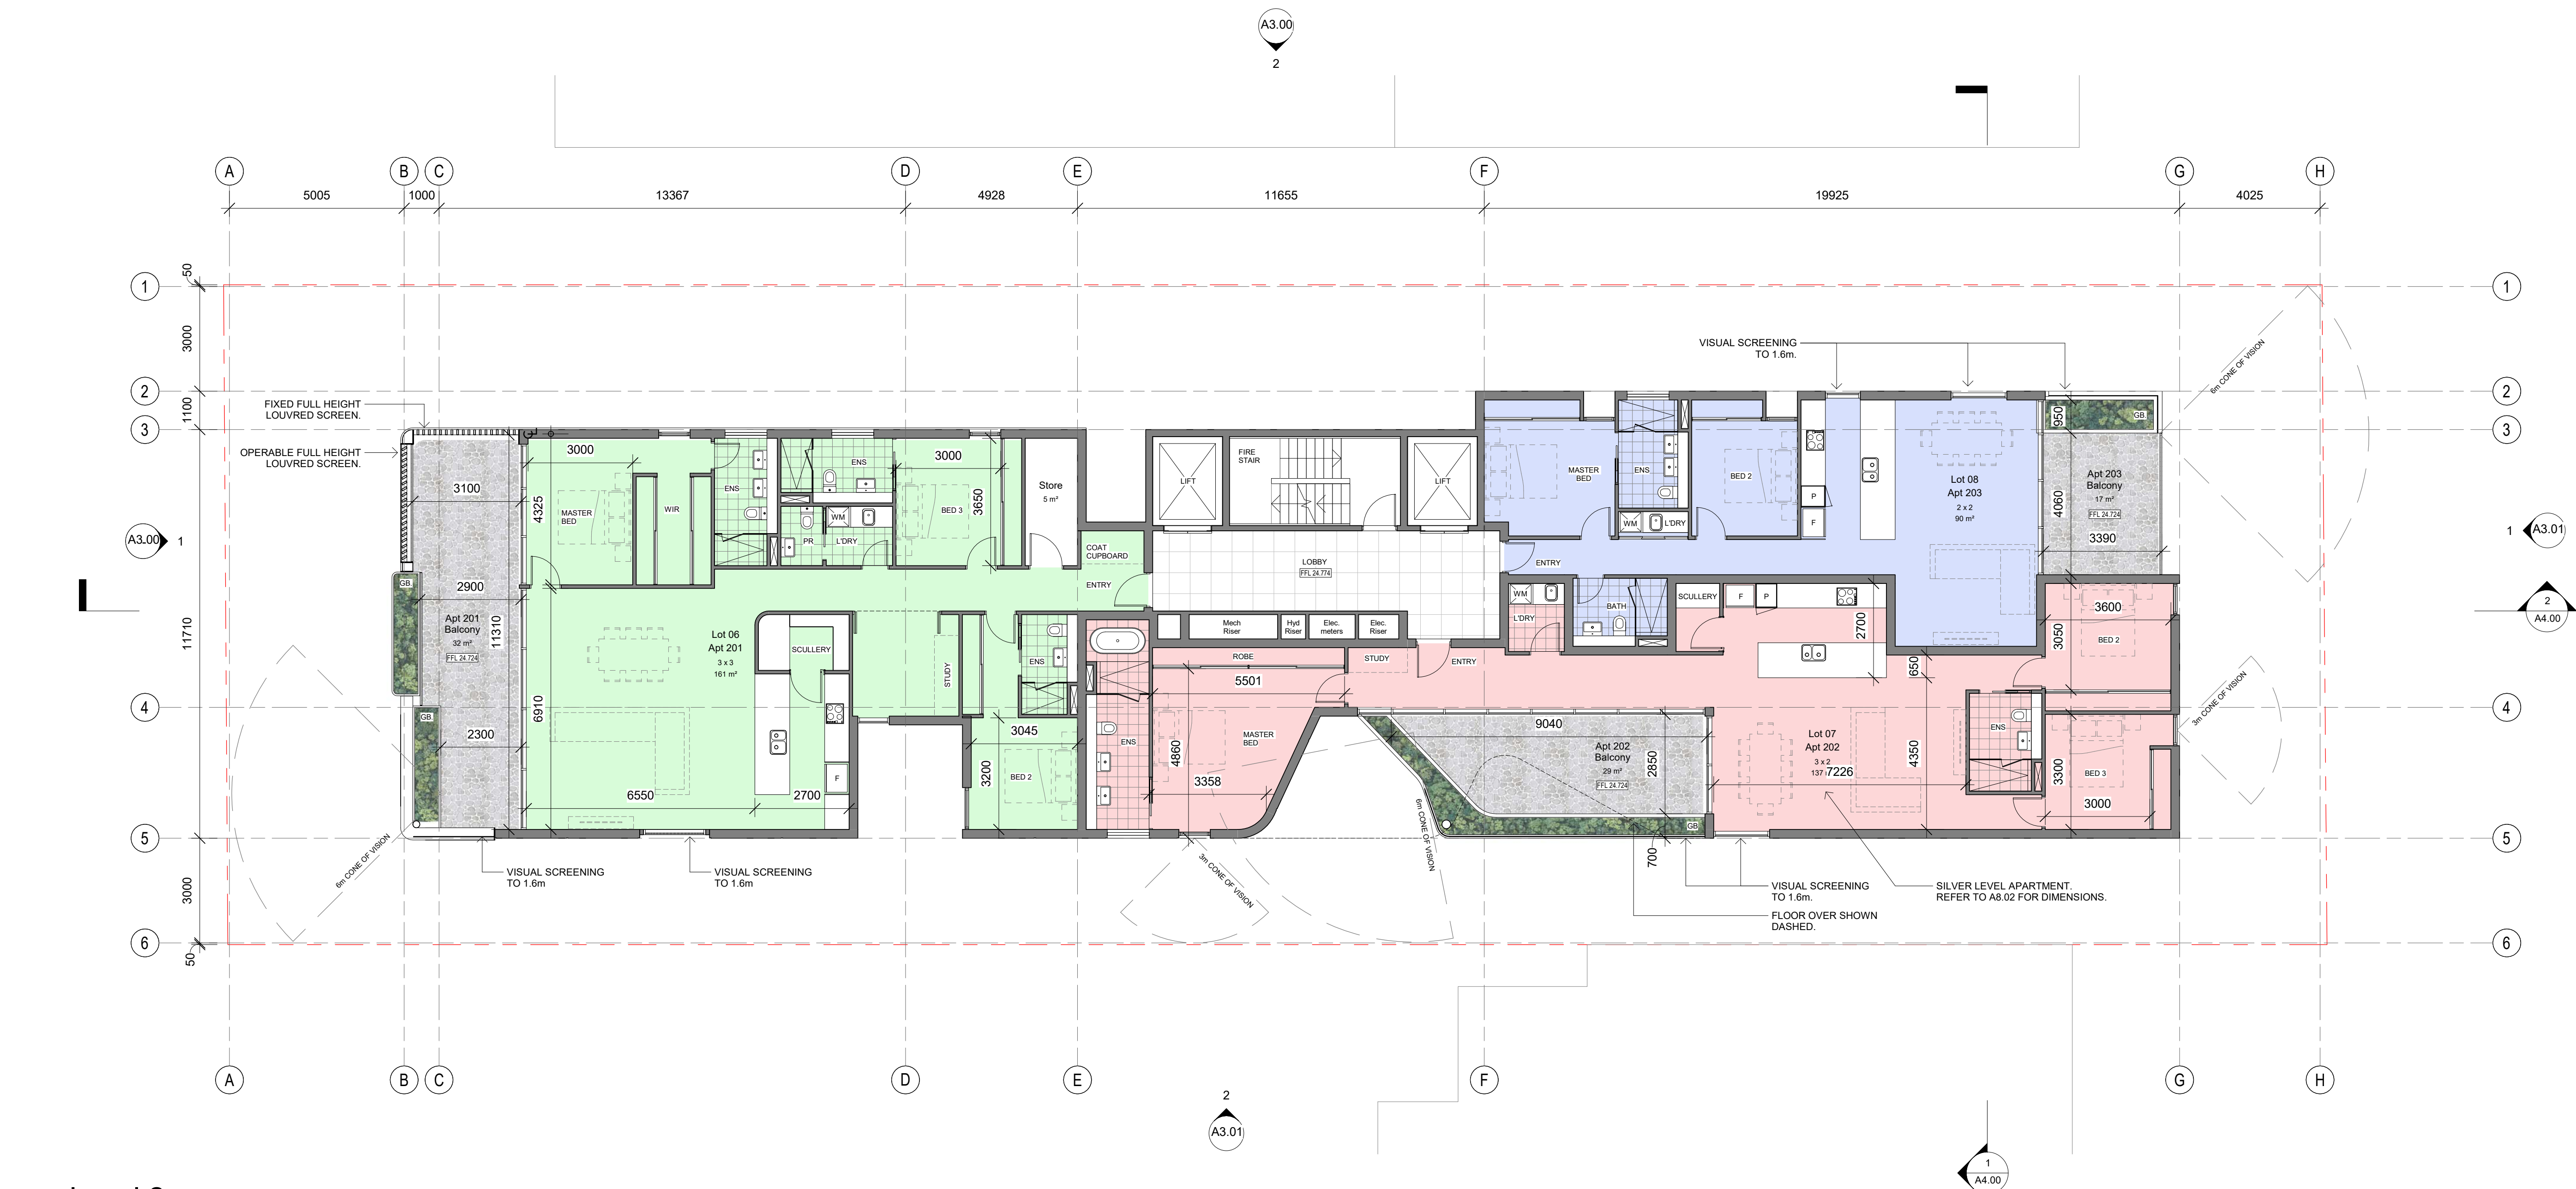 A3.00
2
A
B
C
D
E
F
G
H
5005
1000
13367
4928
11655
19925
4025
50
1
1
3000
VISUAL SCREENING
TO 1.6m.
6m CONE OF VISION
2
2
1100
FIXED FULL HEIGHT
LOUVRED SCREEN.
3
3
OPERABLE FULL HEIGHT
LOUVRED SCREEN.
A3.00
1
1
A3.01
2
A4.00
3100
2900
2300
11310
GB.
GB.
Apt 201
Balcony
32 m²
FFL 24.724
3000
4325
MASTER
BED
WIR
ENS
ENS
PR
WM
L'DRY
3000
BED 3
3650
Store
5 m²
COAT
CUPBOARD
ENTRY
Lot 06
Apt 201
3 x 3
161 m²
SCULLERY
STUDY
ENS
6910
6550
2700
F
3045
3200
BED 2
LIFT
FIRE
STAIR
LIFT
LOBBY
FFL 24.774
Mech
Riser
Hyd
Riser
Elec.
meters
Elec.
Riser
MASTER
BED
ENS
WM
L'DRY
BED 2
P
F
Lot 08
Apt 203
2 x 2
90 m²
950
GB.
Apt 203
Balcony
17 m²
FFL 24.724
4060
3390
ENTRY
BATH
WM
L'DRY
SCULLERY
F
P
2700
650
ROBE
5501
STUDY
ENTRY
ENS
4860
MASTER
BED
3358
9040
Apt 202
Balcony
29 m²
FFL 24.724
2850
GB
700
Lot 07
Apt 202
3 x 2
137
7226
4350
ENS
3600
3050
BED 2
3300
BED 3
3000
3m CONE OF VISION
11710
4
4
5
5
3000
6
6
50
6m CONE OF VISION
VISUAL SCREENING
TO 1.6m
VISUAL SCREENING
TO 1.6m
3m CONE OF VISION
6m CONE OF VISION
VISUAL SCREENING
TO 1.6m.
FLOOR OVER SHOWN
DASHED.
SILVER LEVEL APARTMENT.
REFER TO A8.02 FOR DIMENSIONS.
A
B
C
D
E
F
G
H
2
A3.01
1
A4.00